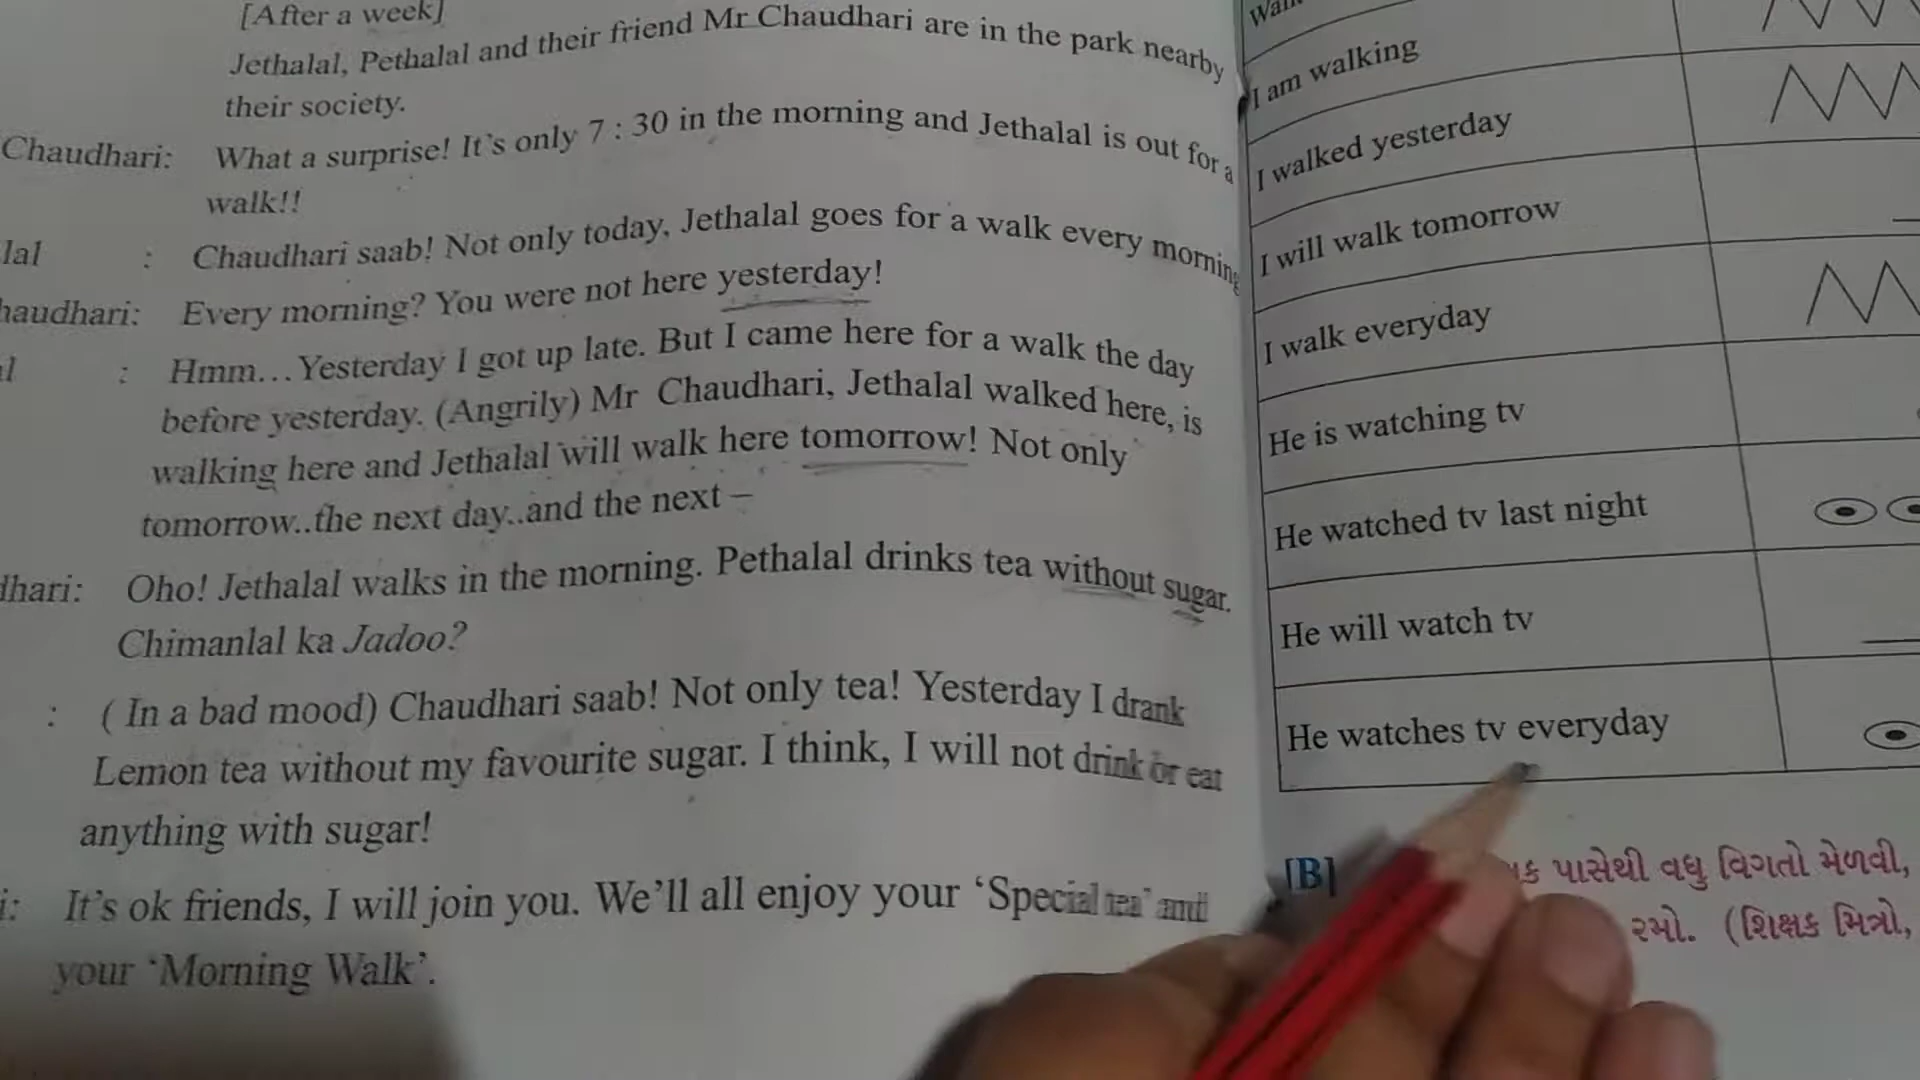 [After a week]
Jethalal, Pethalal and their friend Mr Chaudhari are in the park nearby
their society.
Chaudhari: What a surprise! It's only 7 : 30 in the morning and Jethalal is out for a
walk!!
lal : Chaudhari saab! Not only today, Jethalal goes for a walk every morning
haudhari: Every morning? You were not here yesterday!
l : Hmm...Yesterday I got up late. But I came here for a walk the day
before yesterday. (Angrily) Mr Chaudhari, Jethalal walked here, is
walking here and Jethalal will walk here tomorrow! Not only
tomorrow..the next day..and the next –
dhari: Oho! Jethalal walks in the morning. Pethalal drinks tea without sugar.
Chimanlal ka Jadoo?
: ( In a bad mood) Chaudhari saab! Not only tea! Yesterday I drank
Lemon tea without my favourite sugar. I think, I will not drink or eat
anything with sugar!
i: It's ok friends, I will join you. We'll all enjoy your ‘Special tea’ and
your ‘Morning Walk’.
I am walking
I walked yesterday
I will walk tomorrow
I walk everyday
He is watching tv
He watched tv last night
He will watch tv
He watches tv everyday
[B] પાસેથી વધુ વિગતો મેળવી,
રમો. (શિક્ષક મિત્રો,